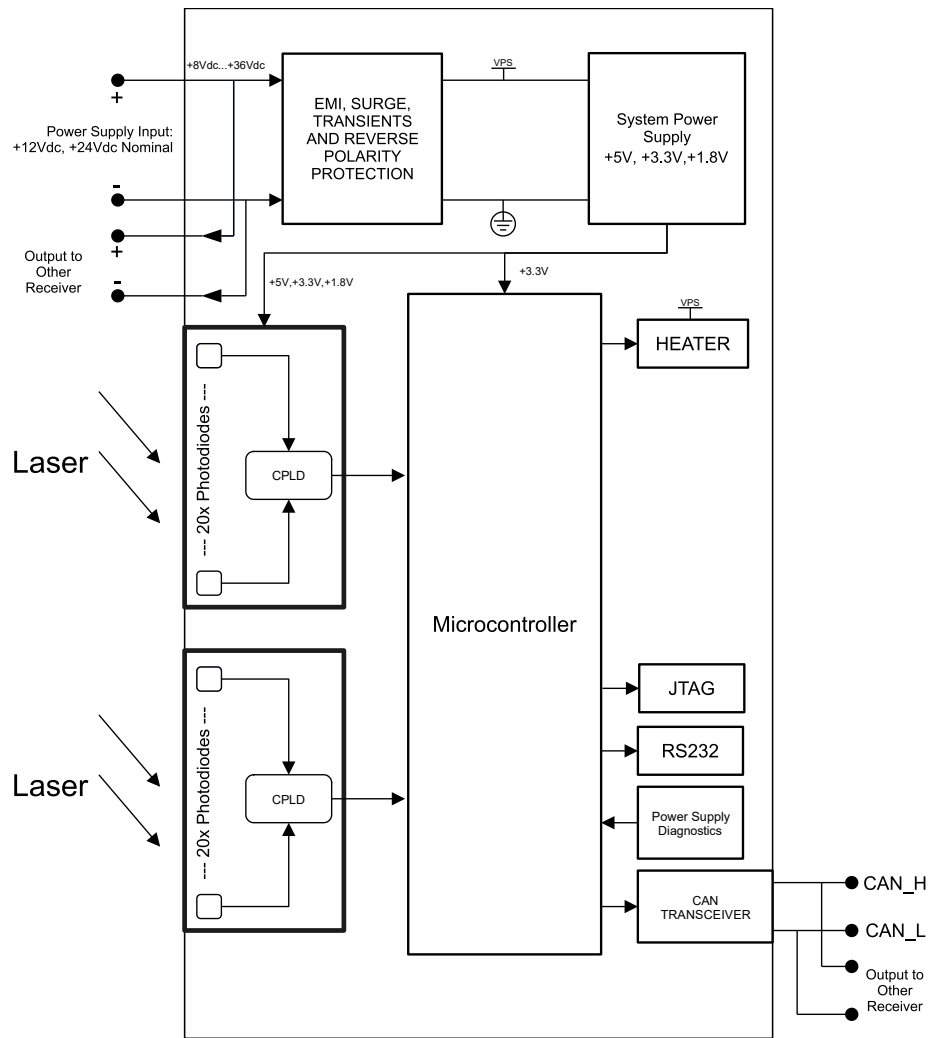 +8Vdc...+36Vdc
+
Power Supply Input:
+12Vdc, +24Vdc Nominal
-
+
Output to
Other
Receiver
-
EMI, SURGE,
TRANSIENTS
AND REVERSE
POLARITY
PROTECTION
VPS
System Power
Supply
+5V, +3.3V,+1.8V
+5V,+3.3V,+1.8V
+3.3V
Laser
--- 20x Photodiodes ---
CPLD
Laser
--- 20x Photodiodes ---
CPLD
Microcontroller
VPS
HEATER
JTAG
RS232
Power Supply
Diagnostics
CAN
TRANSCEIVER
CAN_H
CAN_L
Output to
Other
Receiver